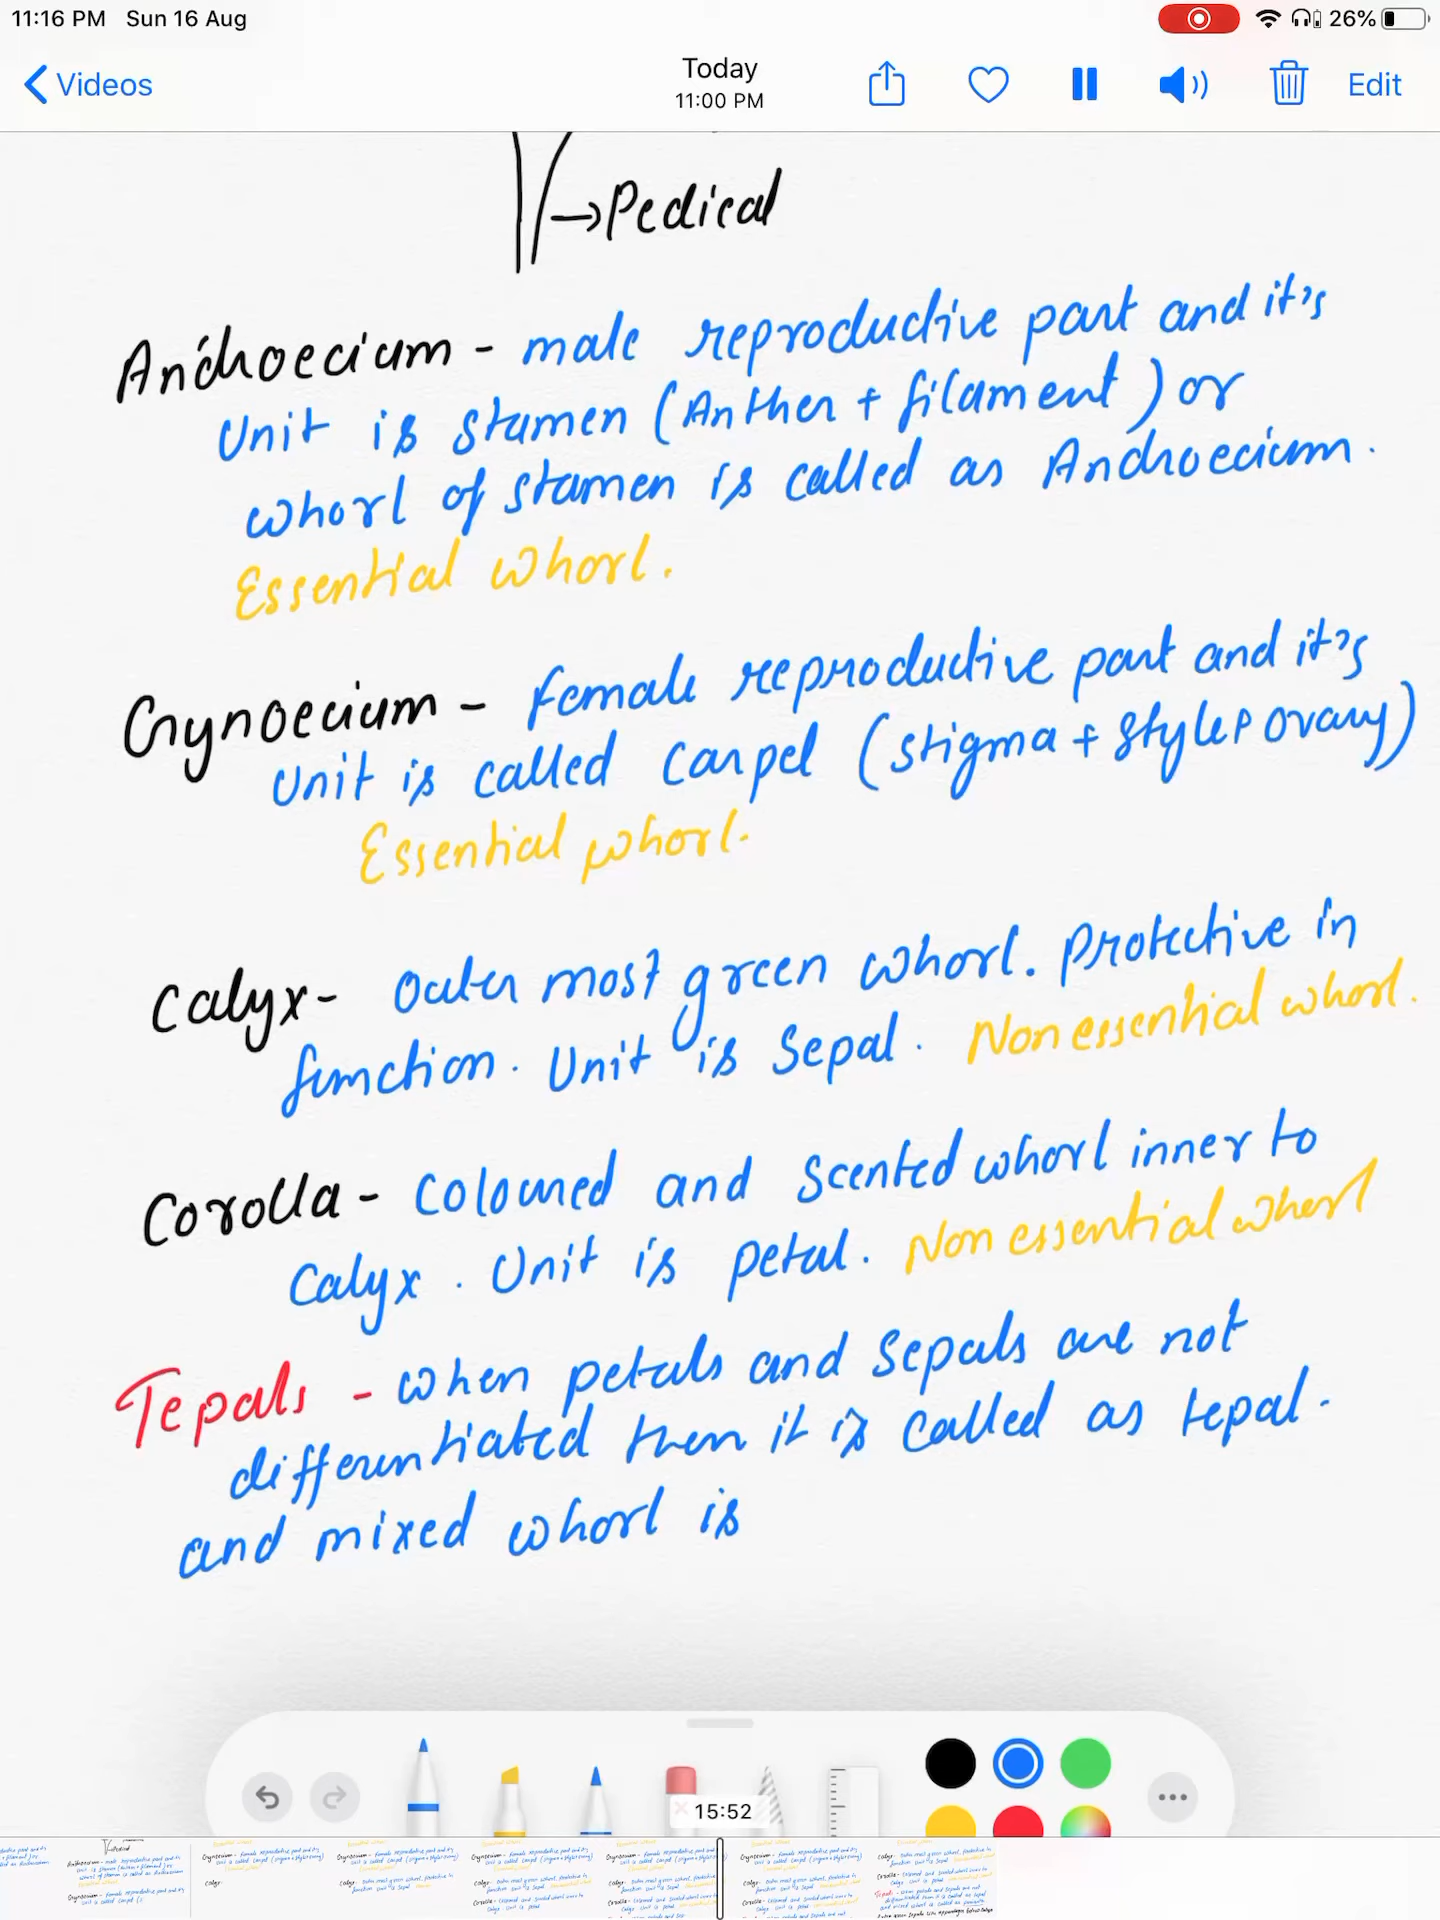 11:16 PM Sun 16 Aug
26%
Videos
Today
11:00 PM
Edit
→Pedical
Androecium - male reproductive part and it's
Unit is stamen (Anther + filament) or
whorl of stamen is called as Androecium.
Essential whorl.
Gynoecium - female reproductive part and it's
Unit is called Carpel (stigma + style + ovary)
Essential whorl.
Calyx- Outer most green whorl. Protective in
function. Unit is Sepal. Non essential whorl.
Corolla - Coloured and Scented whorl inner to
Calyx. Unit is petal. Non essential whorl
Tepals - when petals and sepals are not
differentiated then it is called as tepal.
and mixed whorl is
15:52